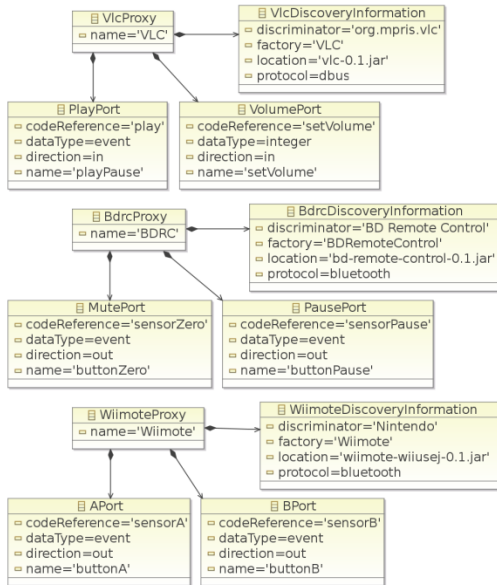 VlcProxy
name='VLC'
VlcDiscoveryInformation
discriminator='org.mpris.vlc'
factory='VLC'
location='vlc-0.1.jar'
protocol=dbus
PlayPort
codeReference='play'
dataType=event
direction=in
name='playPause'
VolumePort
codeReference='setVolume'
dataType=integer
direction=in
name='setVolume'
BdrcProxy
name='BDRC'
BdrcDiscoveryInformation
discriminator='BD Remote Control'
factory='BDRemoteControl'
location='bd-remote-control-0.1.jar'
protocol=bluetooth
MutePort
codeReference='sensorZero'
dataType=event
direction=out
name='buttonZero'
PausePort
codeReference='sensorPause'
dataType=event
direction=out
name='buttonPause'
WiimoteProxy
name='Wiimote'
WiimoteDiscoveryInformation
discriminator='Nintendo'
factory='Wiimote'
location='wiimote-wiiusej-0.1.jar'
protocol=bluetooth
APort
codeReference='sensorA'
dataType=event
direction=out
name='buttonA'
BPort
codeReference='sensorB'
dataType=event
direction=out
name='buttonB'